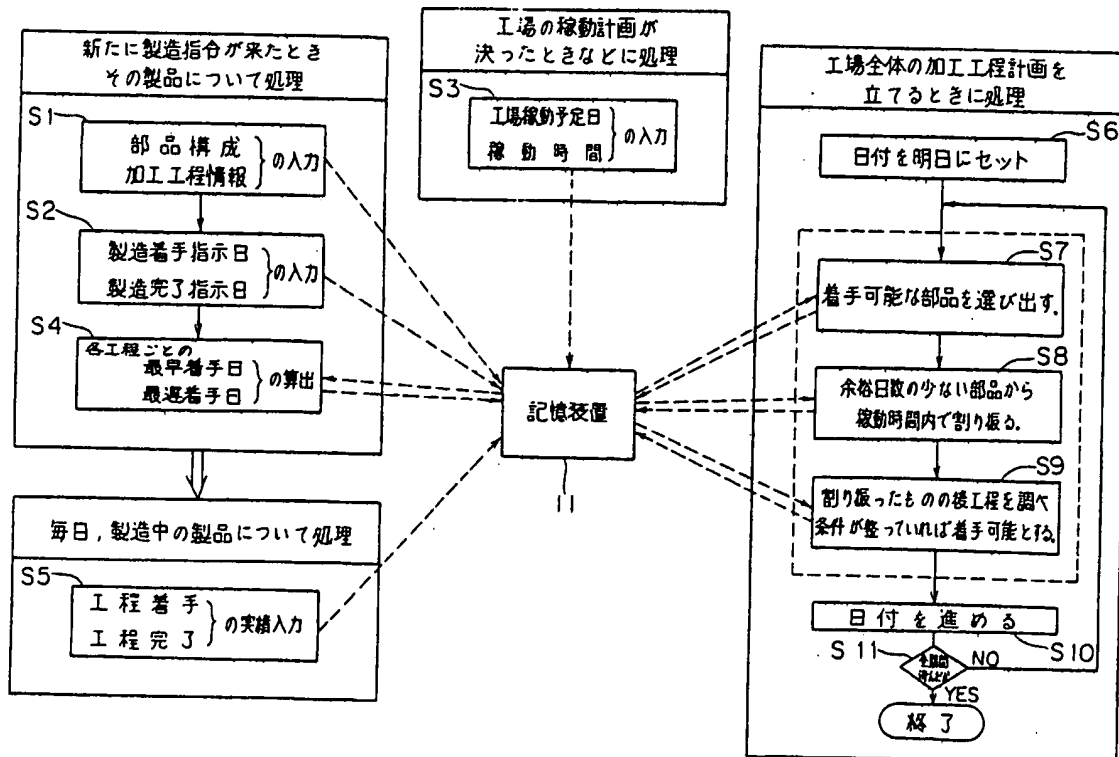 新たに製造指令が来たとき
その製品について処理
S1
部品構成
加工工程情報
の入力
S2
製造着手指示日
製造完了指示日
の入力
S4
各工程ごとの
最早着手日
最遅着手日
の算出
毎日,製造中の製品について処理
S5
工程着手
工程完了
の実績入力
工場の稼動計画が
決ったときなどに処理
S3
工場稼動予定日
稼動時間
の入力
記憶装置
11
工場全体の加工工程計画を
立てるときに処理
S6
日付を明日にセット
S7
着手可能な部品を選び出す。
S8
余裕日数の少ない部品から
稼動時間内で割り振る。
S9
割り振ったものの後工程を調べ
条件が整っていれば着手可能とする。
日付を進める
S10
S11
NO
YES
終了